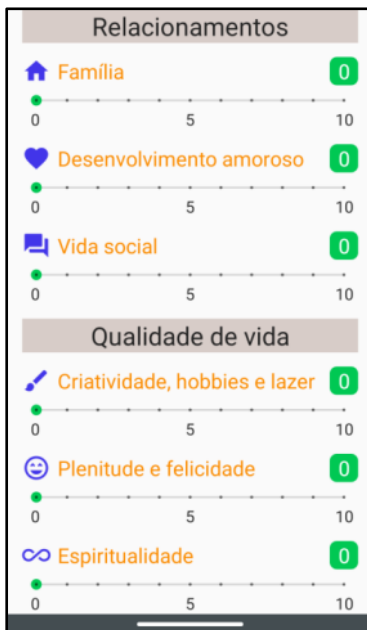 Relacionamentos
Família 0
0 5 10
Desenvolvimento amoroso 0
0 5 10
Vida social 0
0 5 10
Qualidade de vida
Criatividade, hobbies e lazer 0
0 5 10
Plenitude e felicidade 0
0 5 10
Espiritualidade 0
0 5 10